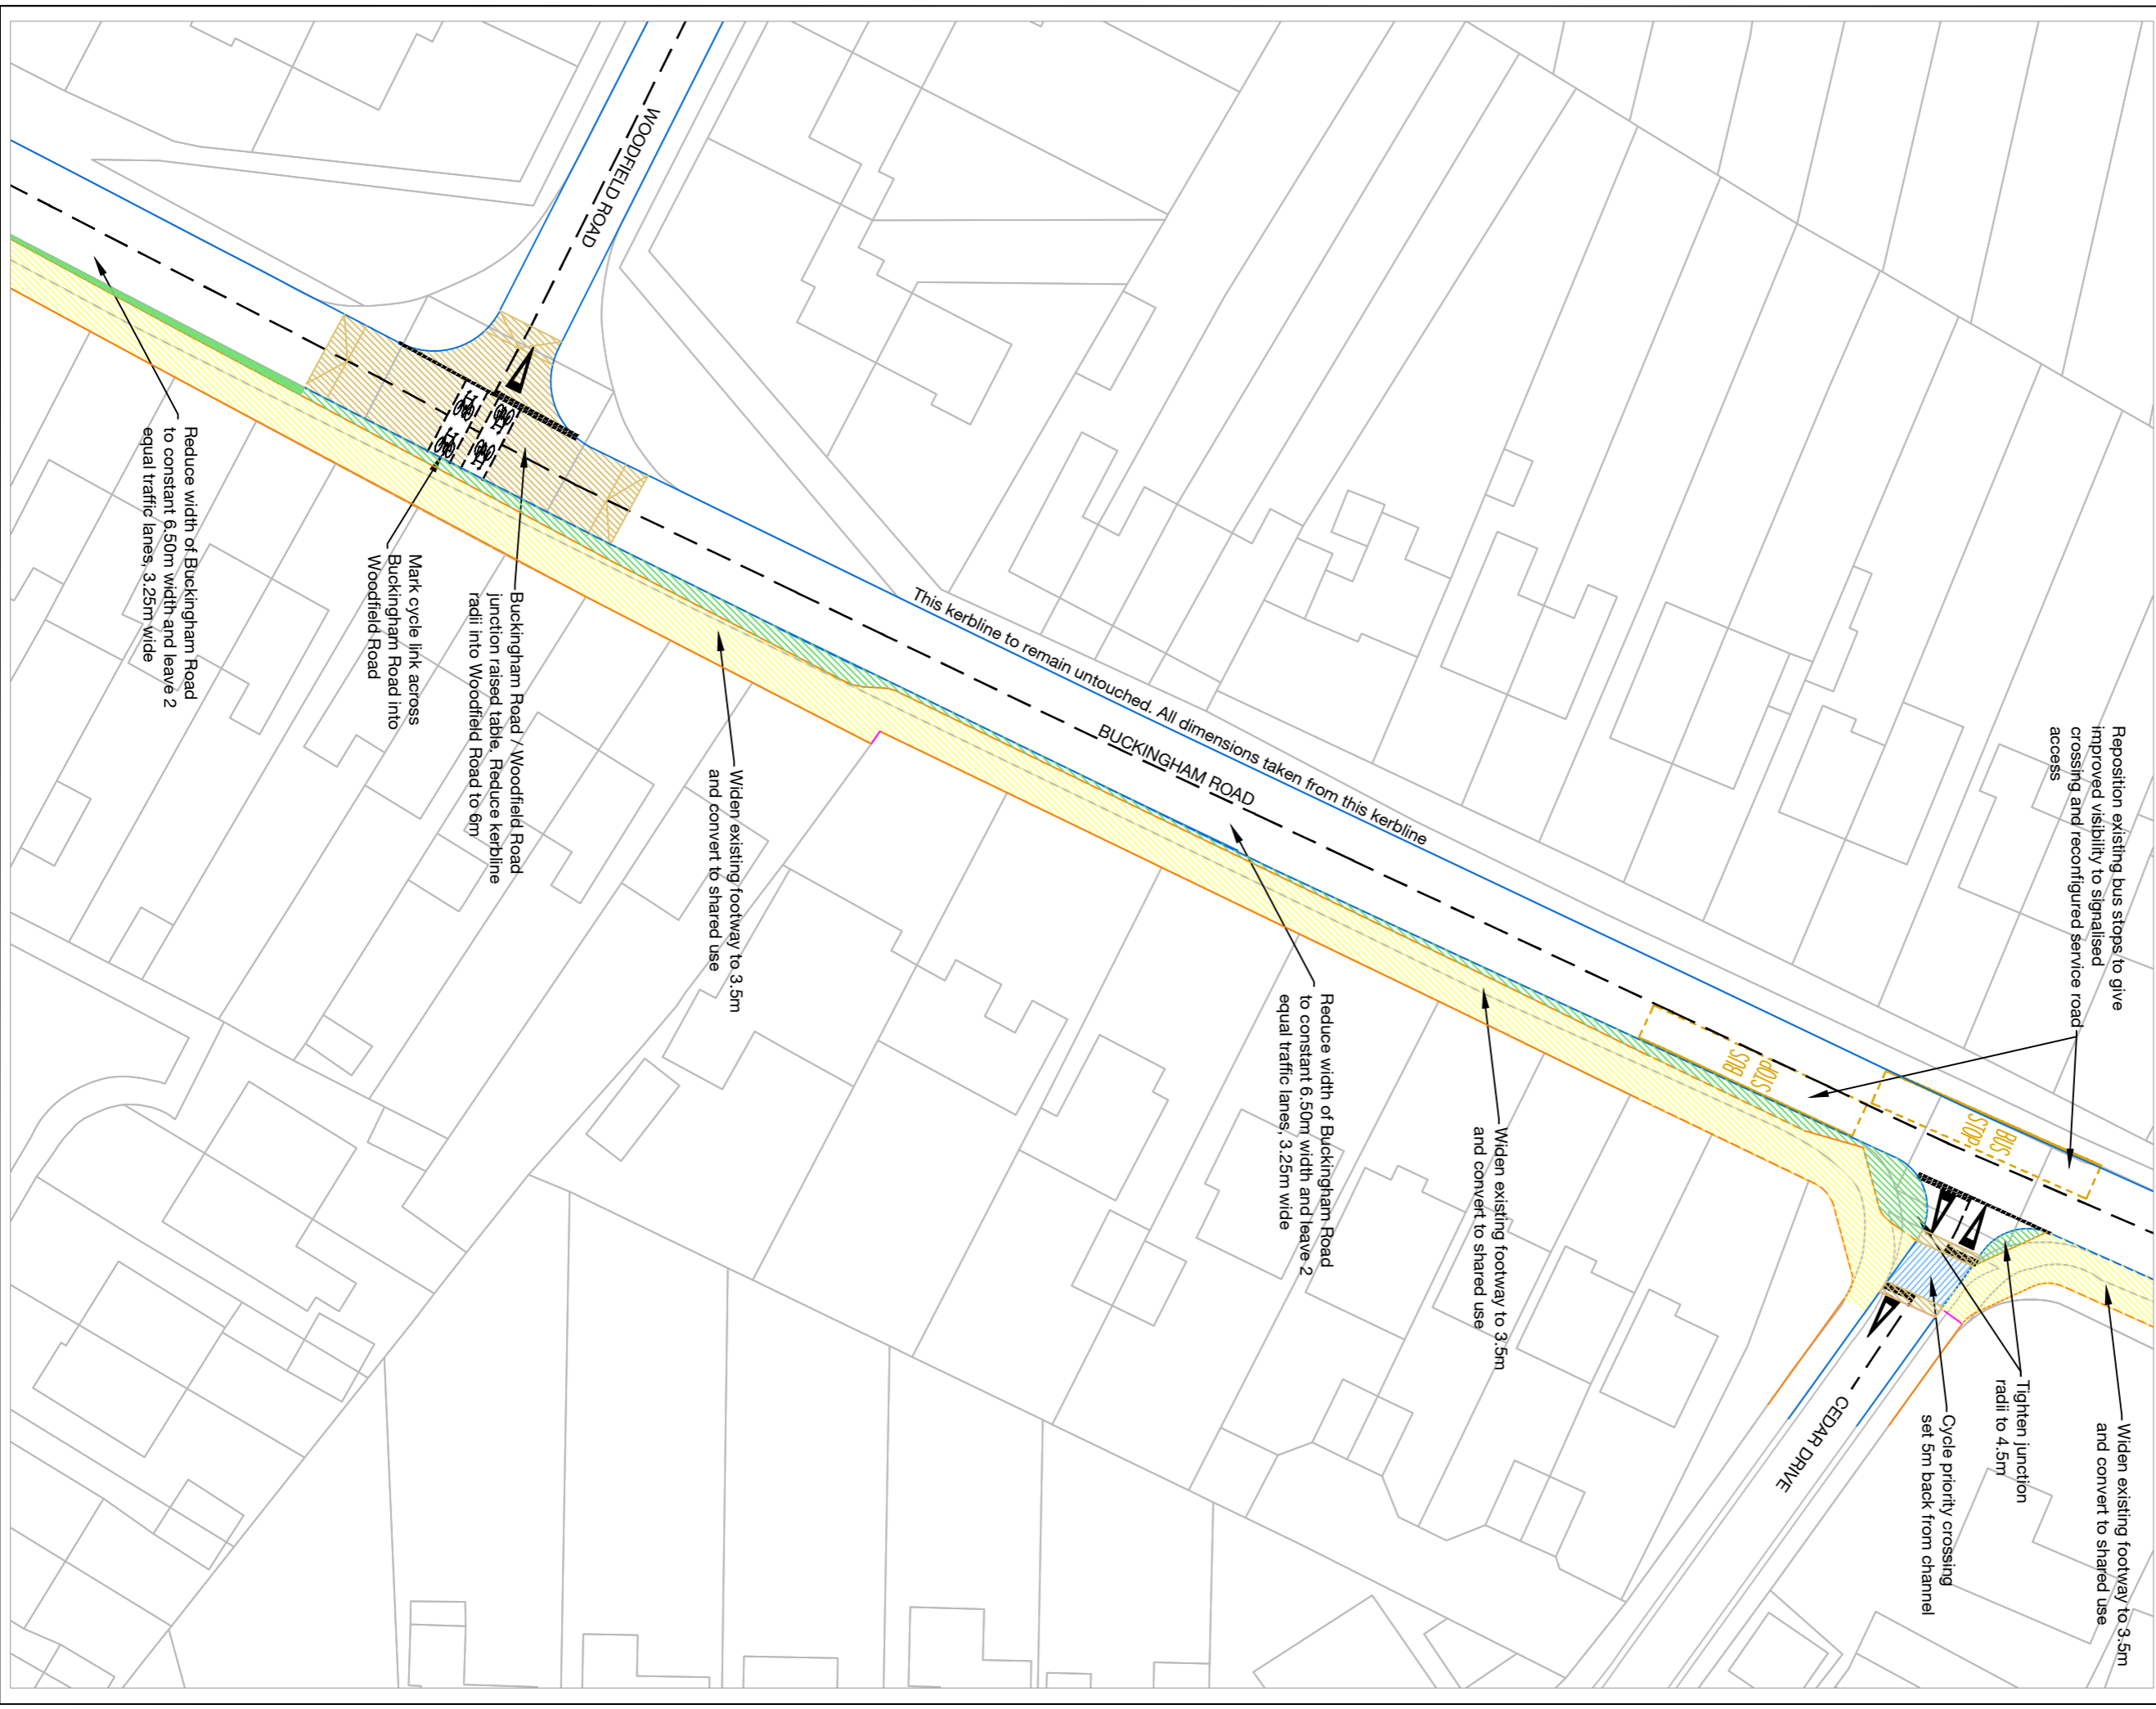 WOODFIELD ROAD
Reduce width of Buckingham Road
to constant 6.50m width and leave 2
equal traffic lanes, 3.25m wide
Mark cycle link across
Buckingham Road into
Woodfield Road
Buckingham Road / Woodfield Road
junction raised table. Reduce kerbline
radii into Woodfield Road to 6m
Widen existing footway to 3.5m
and convert to shared use
This kerbline to remain untouched. All dimensions taken from this kerbline
BUCKINGHAM ROAD
Reduce width of Buckingham Road
to constant 6.50m width and leave 2
equal traffic lanes, 3.25m wide
Widen existing footway to 3.5m
and convert to shared use
Reposition existing bus stops to give
improved visibility to signalised
crossing and reconfigured service road
access
BUS
STOP
BUS
STOP
Tighten junction
radii to 4.5m
Cycle priority crossing
set 5m back from channel
Widen existing footway to 3.5m
and convert to shared use
CEDAR DRIVE